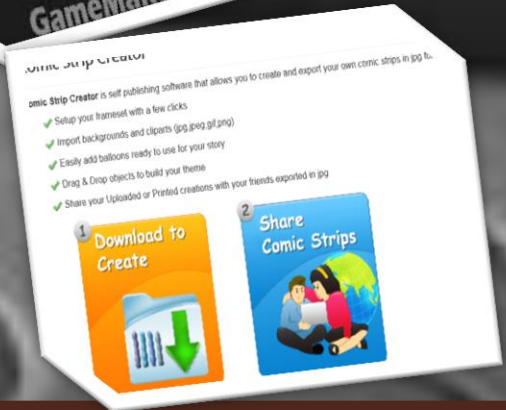 GameMak
omic Strip Creator
omic Strip Creator is self publishing software that allows you to create and export your own comic strips in jpg fo
Setup your frameset with a few clicks
Import backgrounds and cliparts (jpg,jpeg,gif,png)
Easily add balloons ready to use for your story
Drag & Drop objects to build your theme
Share your Uploaded or Printed creations with your friends exported in jpg
1
Download to
Create
2
Share
Comic Strips